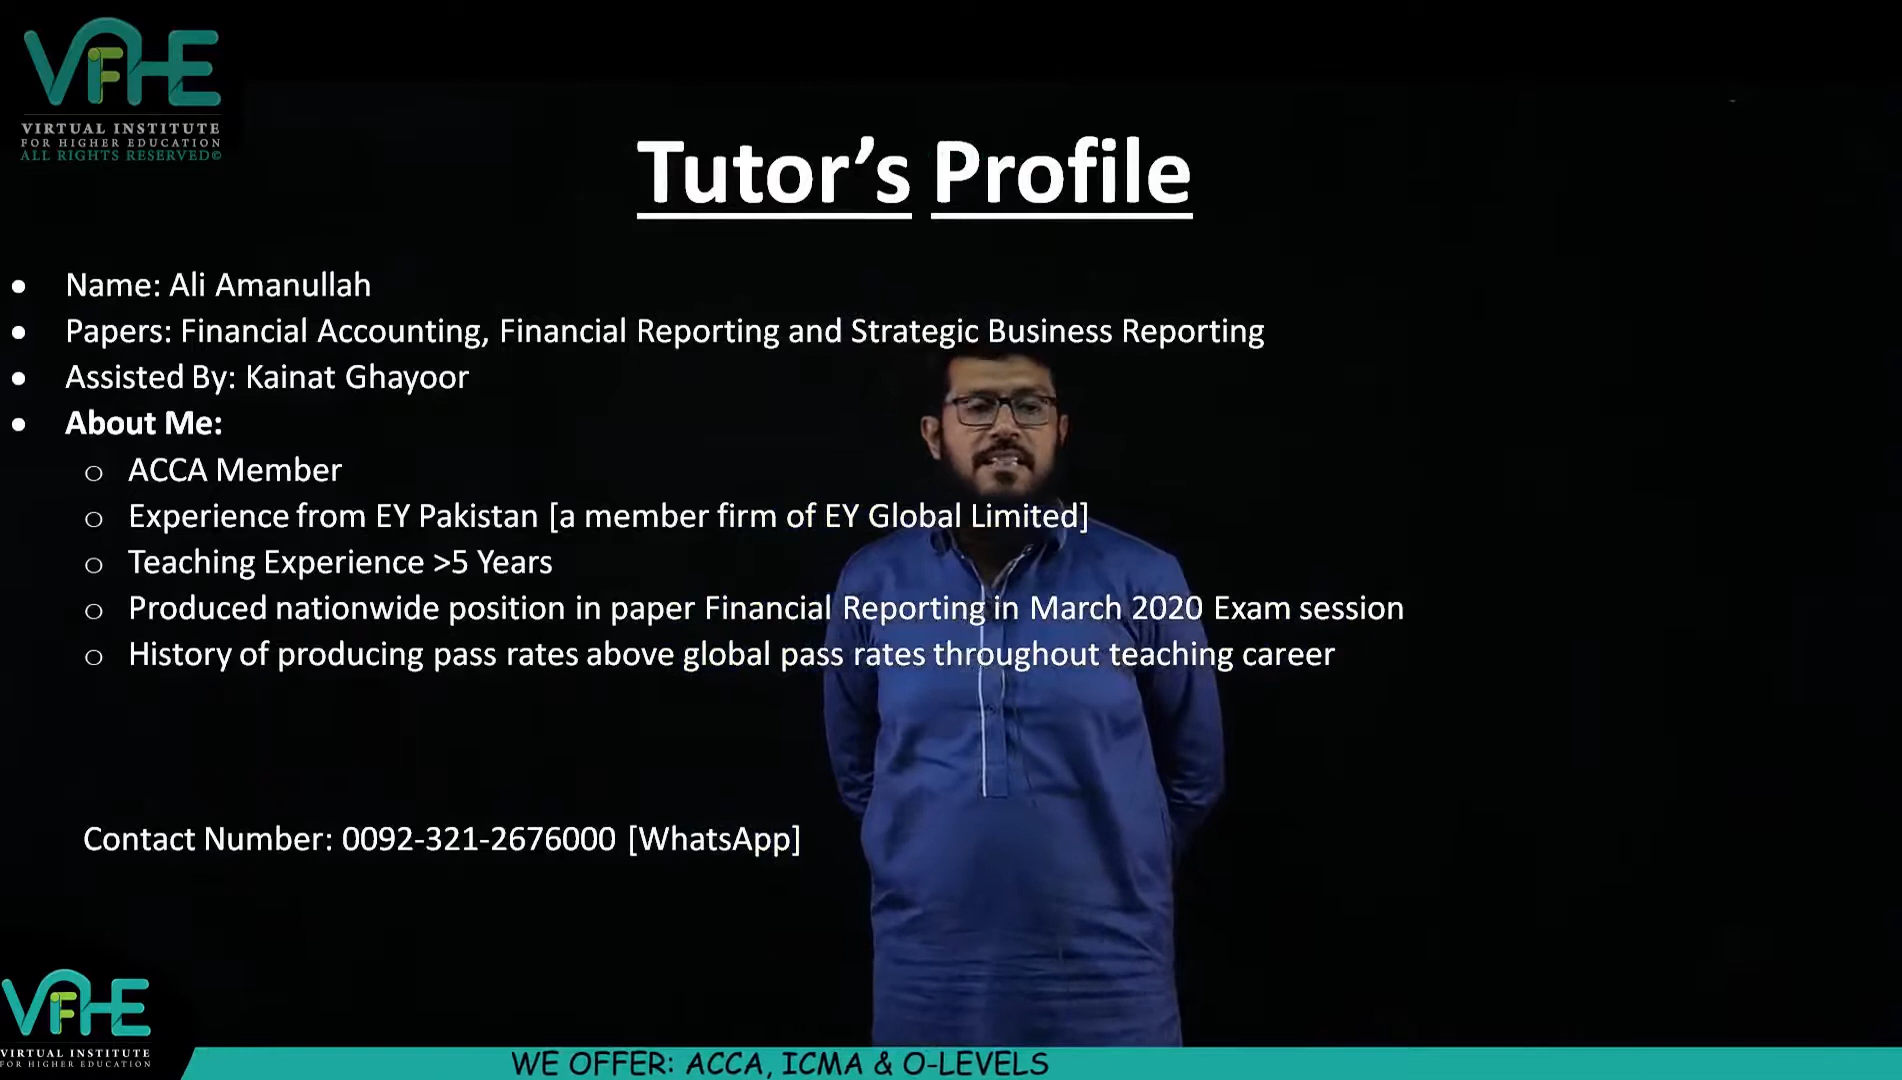 VIFHE
VIRTUAL INSTITUTE
FOR HIGHER EDUCATION
ALL RIGHTS RESERVED©
Tutor’s Profile
• Name: Ali Amanullah
• Papers: Financial Accounting, Financial Reporting and Strategic Business Reporting
• Assisted By: Kainat Ghayoor
• About Me:
o ACCA Member
o Experience from EY Pakistan [a member firm of EY Global Limited]
o Teaching Experience >5 Years
o Produced nationwide position in paper Financial Reporting in March 2020 Exam session
o History of producing pass rates above global pass rates throughout teaching career
Contact Number: 0092-321-2676000 [WhatsApp]
VIFHE
VIRTUAL INSTITUTE
FOR HIGHER EDUCATION
WE OFFER: ACCA, ICMA & O-LEVELS